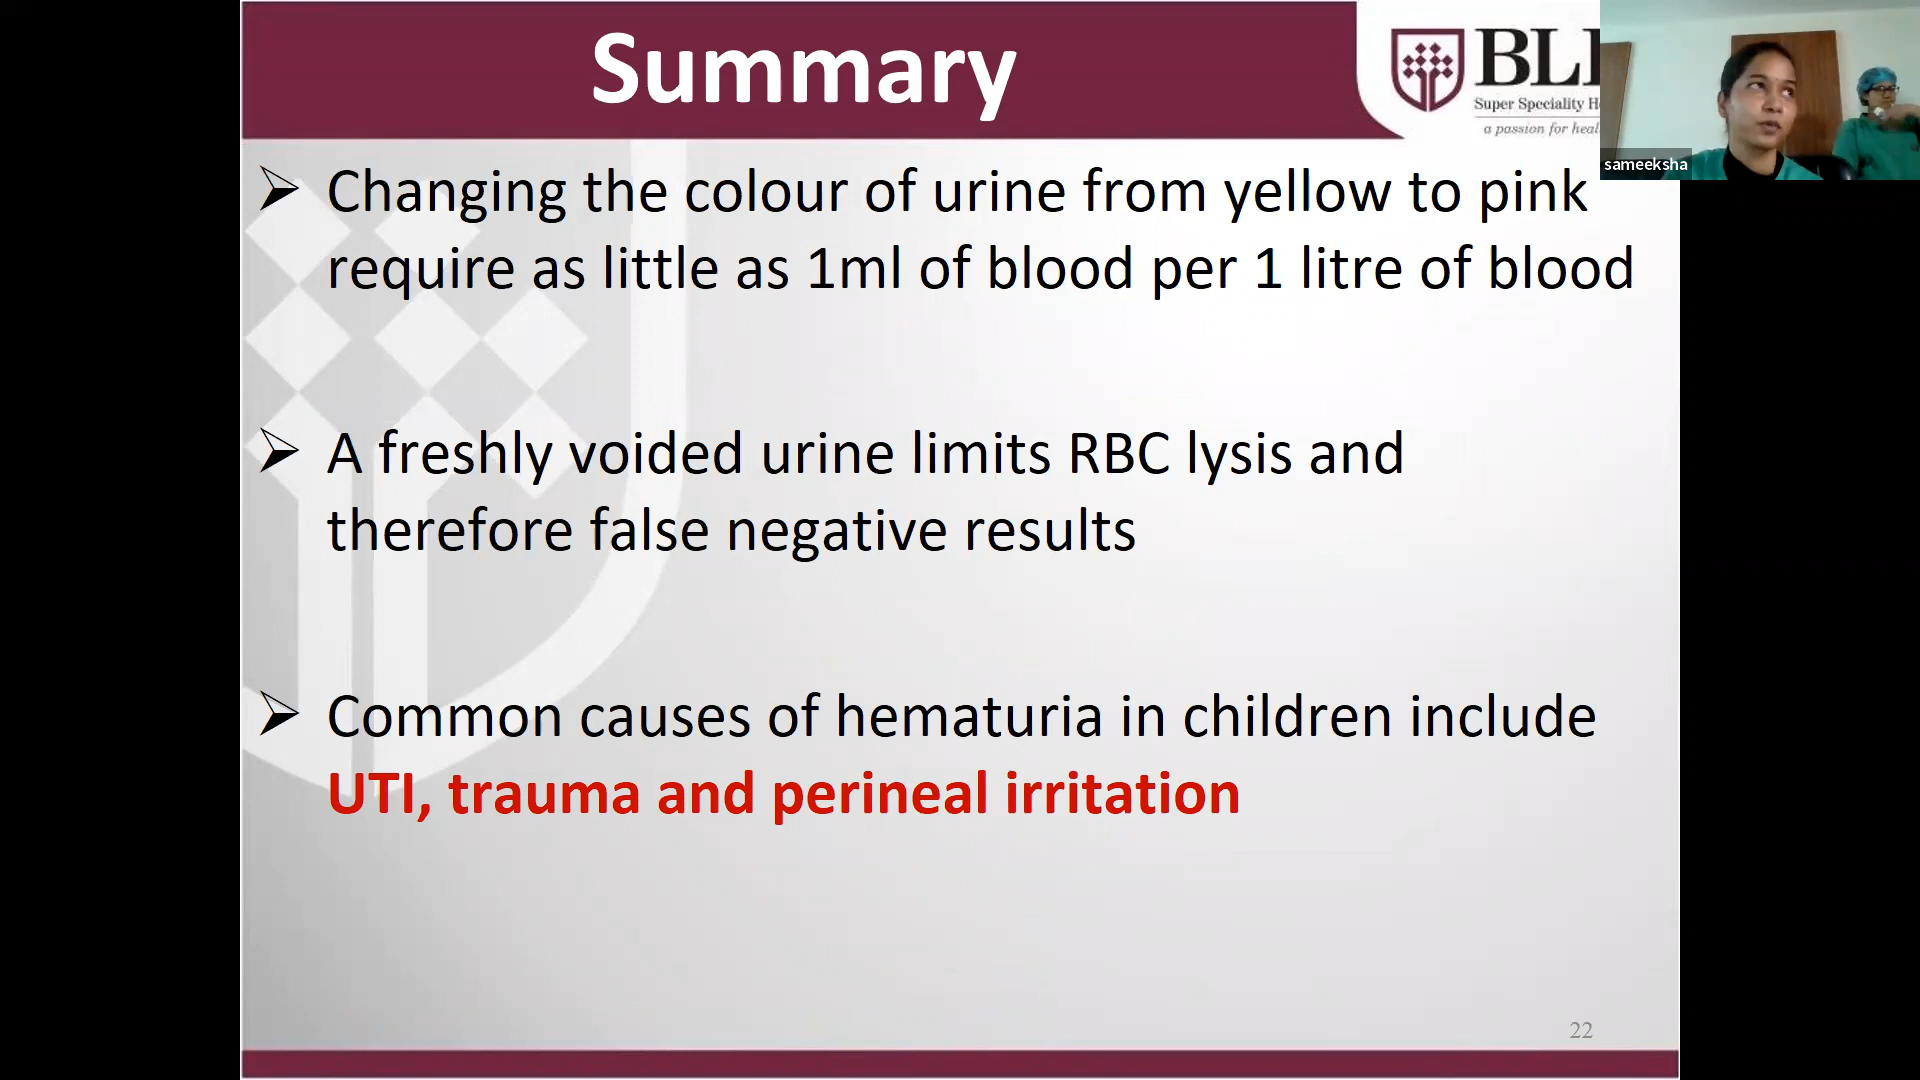 Summary
BL
Super Speciality
a passion for
sameeksha
Changing the colour of urine from yellow to pink
require as little as 1ml of blood per 1 litre of blood
A freshly voided urine limits RBC lysis and
therefore false negative results
Common causes of hematuria in children include
UTI, trauma and perineal irritation
22